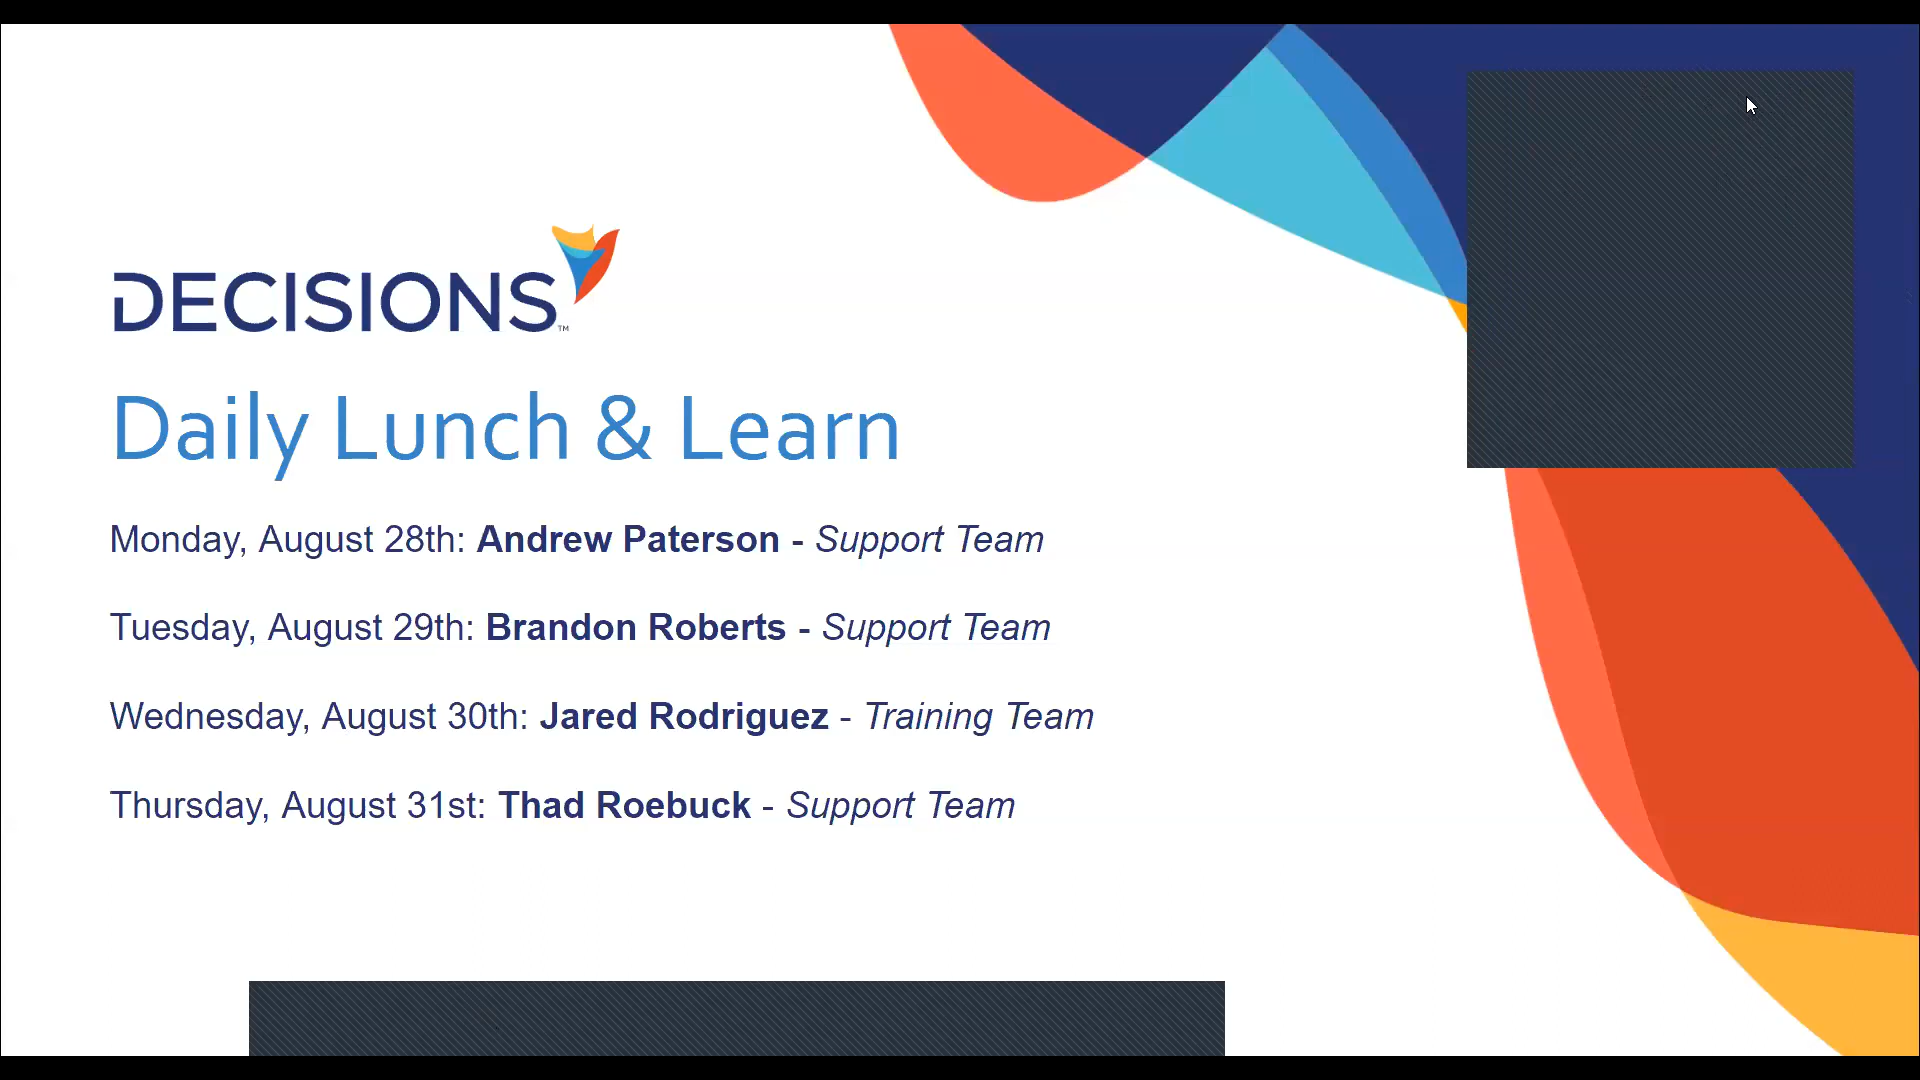 DECISIONS™
Daily Lunch & Learn
Monday, August 28th: Andrew Paterson - Support Team
Tuesday, August 29th: Brandon Roberts - Support Team
Wednesday, August 30th: Jared Rodriguez - Training Team
Thursday, August 31st: Thad Roebuck - Support Team